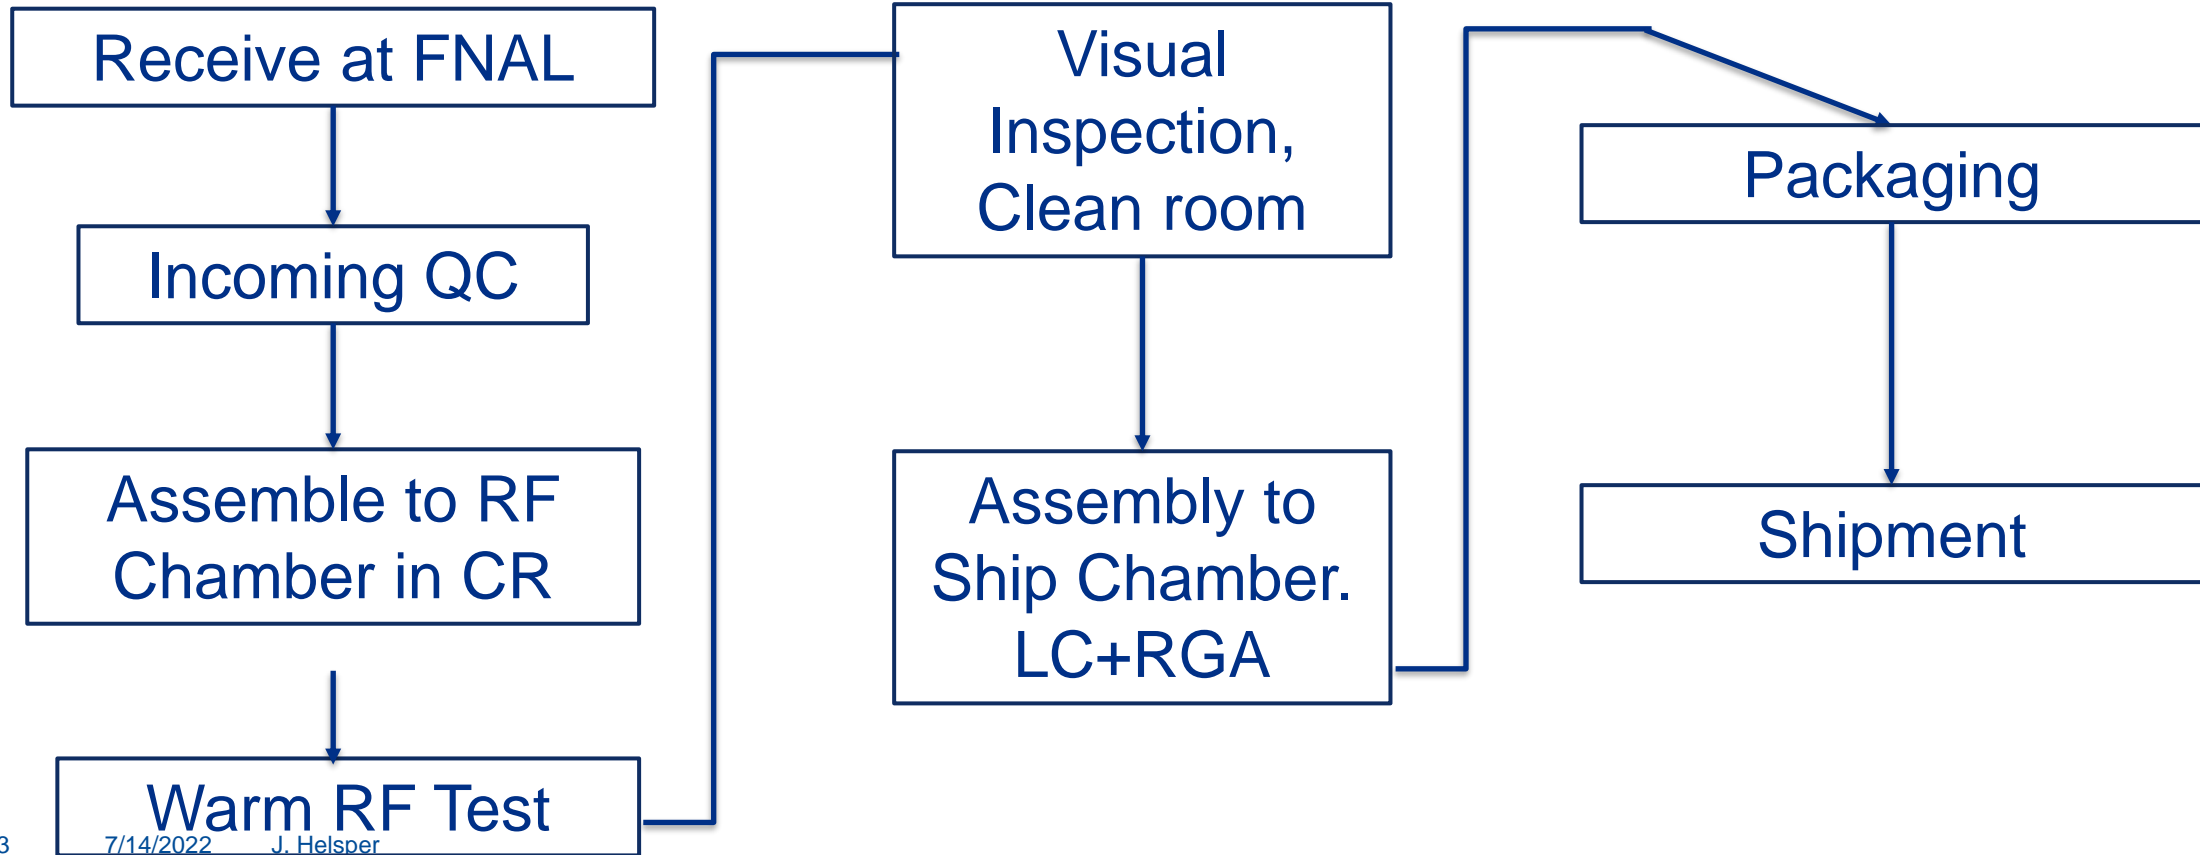 Receive at FNAL
Incoming QC
Assemble to RF
Chamber in CR
Warm RF Test
Visual
Inspection,
Clean room
Assembly to
Ship Chamber.
LC+RGA
Packaging
Shipment
3 7/14/2022 J. Helsper